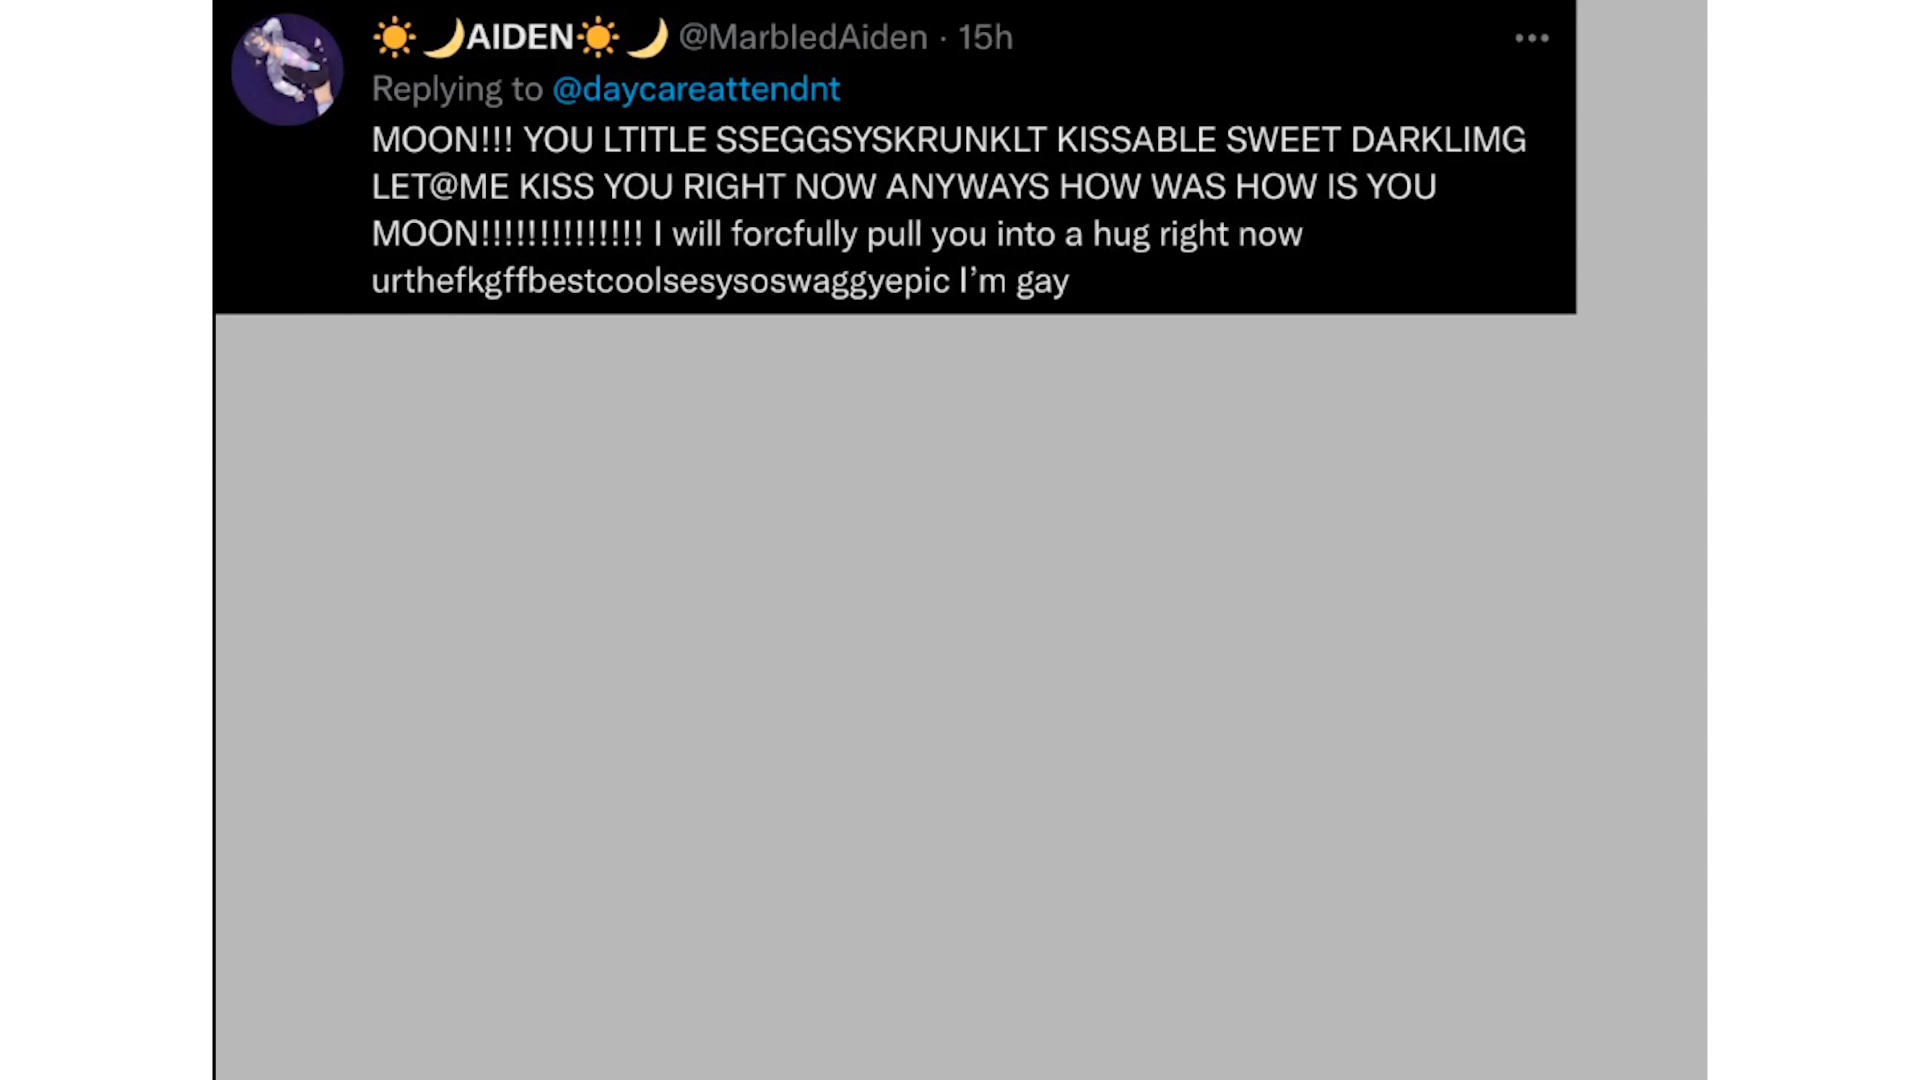 ☀️🌙AIDEN☀️🌙 @MarbledAiden · 15h
Replying to @daycareattendnt
MOON!!! YOU LTITLE SSEGGSYSKRUNKLT KISSABLE SWEET DARKLIMG
LET@ME KISS YOU RIGHT NOW ANYWAYS HOW WAS HOW IS YOU
MOON!!!!!!!!!!!!!! I will forcfully pull you into a hug right now
urthefkgffbestcoolsesysoswaggyepic I’m gay